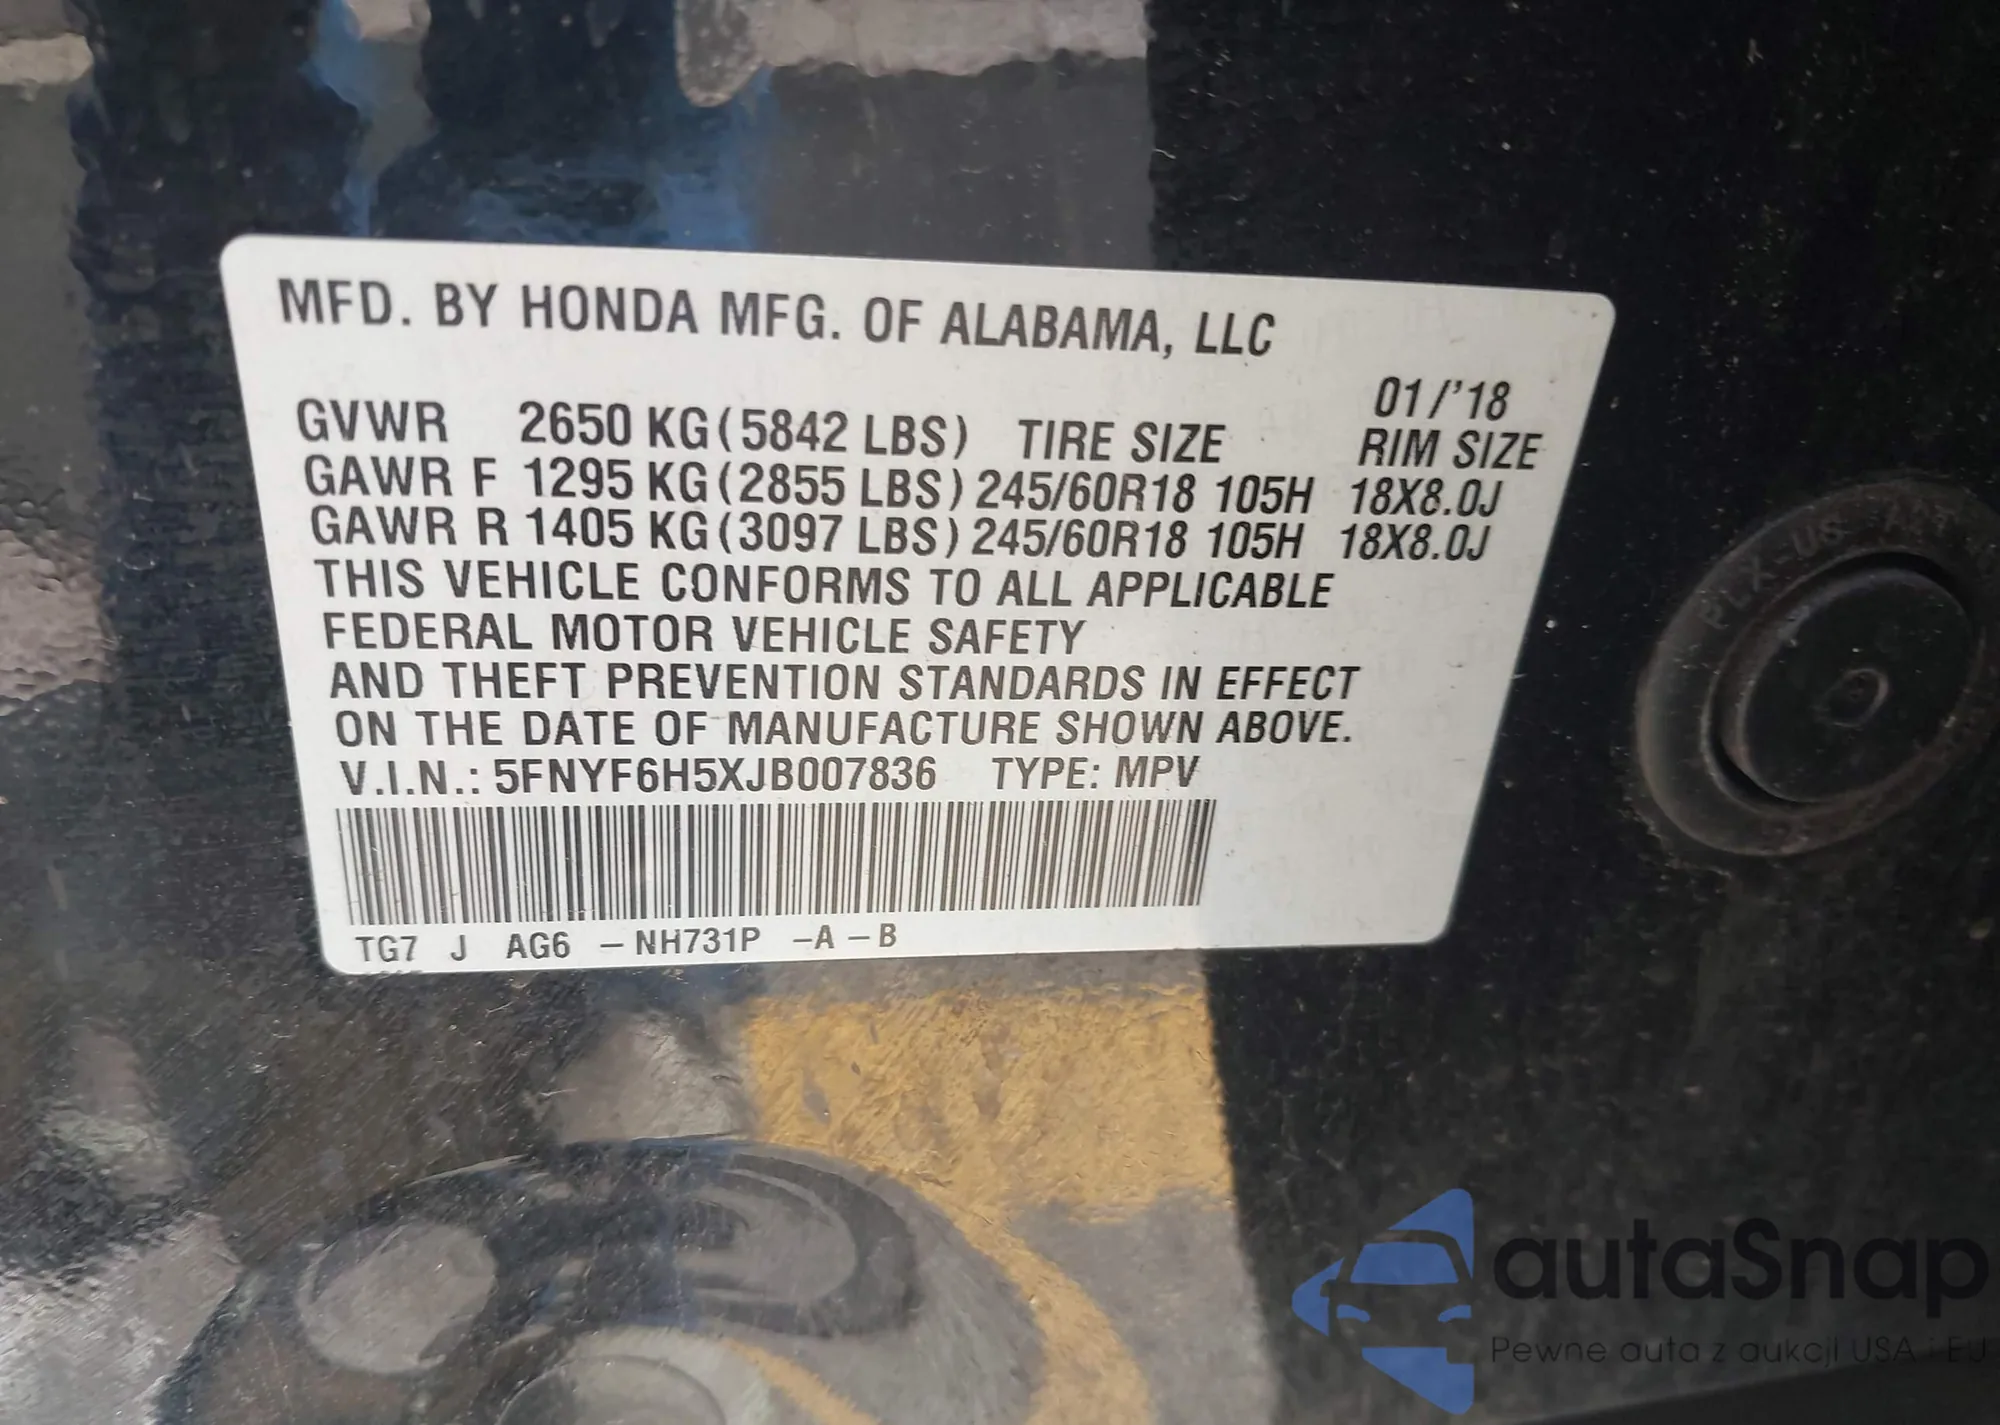 MFD. BY HONDA MFG. OF ALABAMA, LLC
01/'18
GVWR 2650 KG (5842 LBS) TIRE SIZE RIM SIZE
GAWR F 1295 KG (2855 LBS) 245/60R18 105H 18X8.0J
GAWR R 1405 KG (3097 LBS) 245/60R18 105H 18X8.0J
THIS VEHICLE CONFORMS TO ALL APPLICABLE
FEDERAL MOTOR VEHICLE SAFETY
AND THEFT PREVENTION STANDARDS IN EFFECT
ON THE DATE OF MANUFACTURE SHOWN ABOVE.
V.I.N.: 5FNYF6H5XJB007836 TYPE: MPV
TG7 J AG6 -NH731P -A -B
PLX-US
autaSnap
Pewne auta z aukcji USA i EU